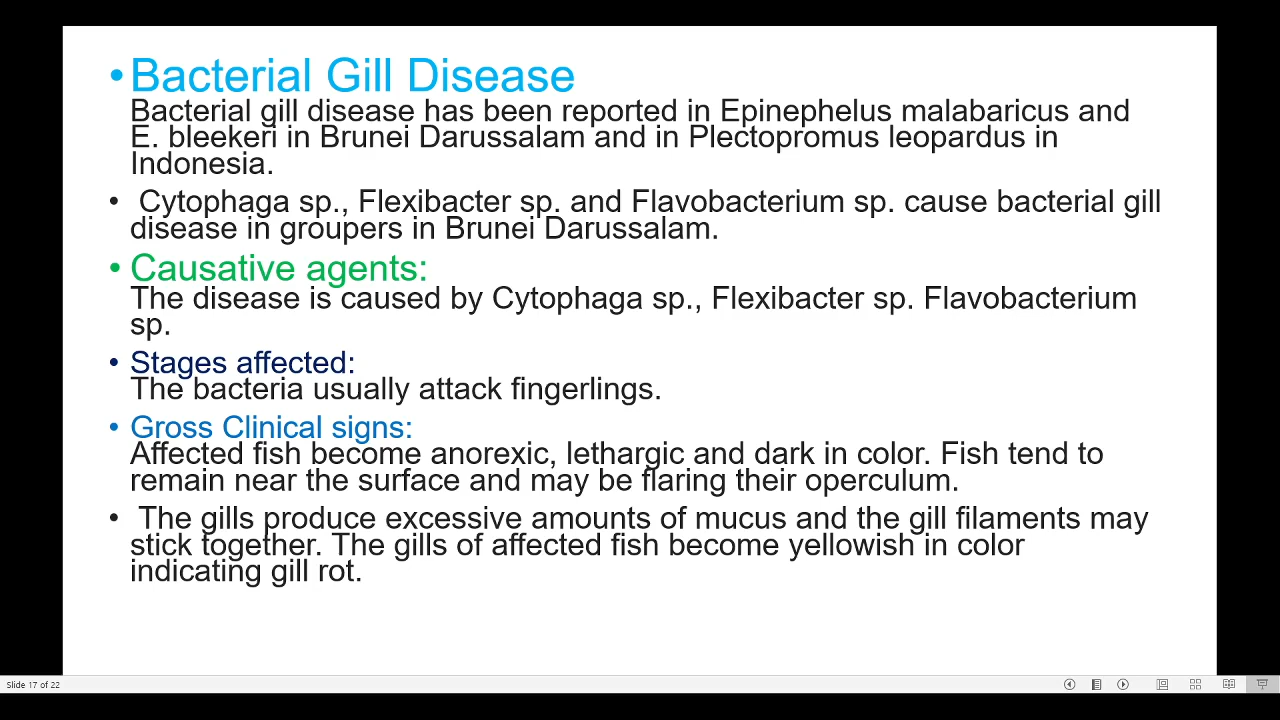 •Bacterial Gill Disease
Bacterial gill disease has been reported in Epinephelus malabaricus and
E. bleekeri in Brunei Darussalam and in Plectopromus leopardus in
Indonesia.
• Cytophaga sp., Flexibacter sp. and Flavobacterium sp. cause bacterial gill
disease in groupers in Brunei Darussalam.
• Causative agents:
The disease is caused by Cytophaga sp., Flexibacter sp. Flavobacterium
sp.
• Stages affected:
The bacteria usually attack fingerlings.
• Gross Clinical signs:
Affected fish become anorexic, lethargic and dark in color. Fish tend to
remain near the surface and may be flaring their operculum.
• The gills produce excessive amounts of mucus and the gill filaments may
stick together. The gills of affected fish become yellowish in color
indicating gill rot.
Slide 17 of 22